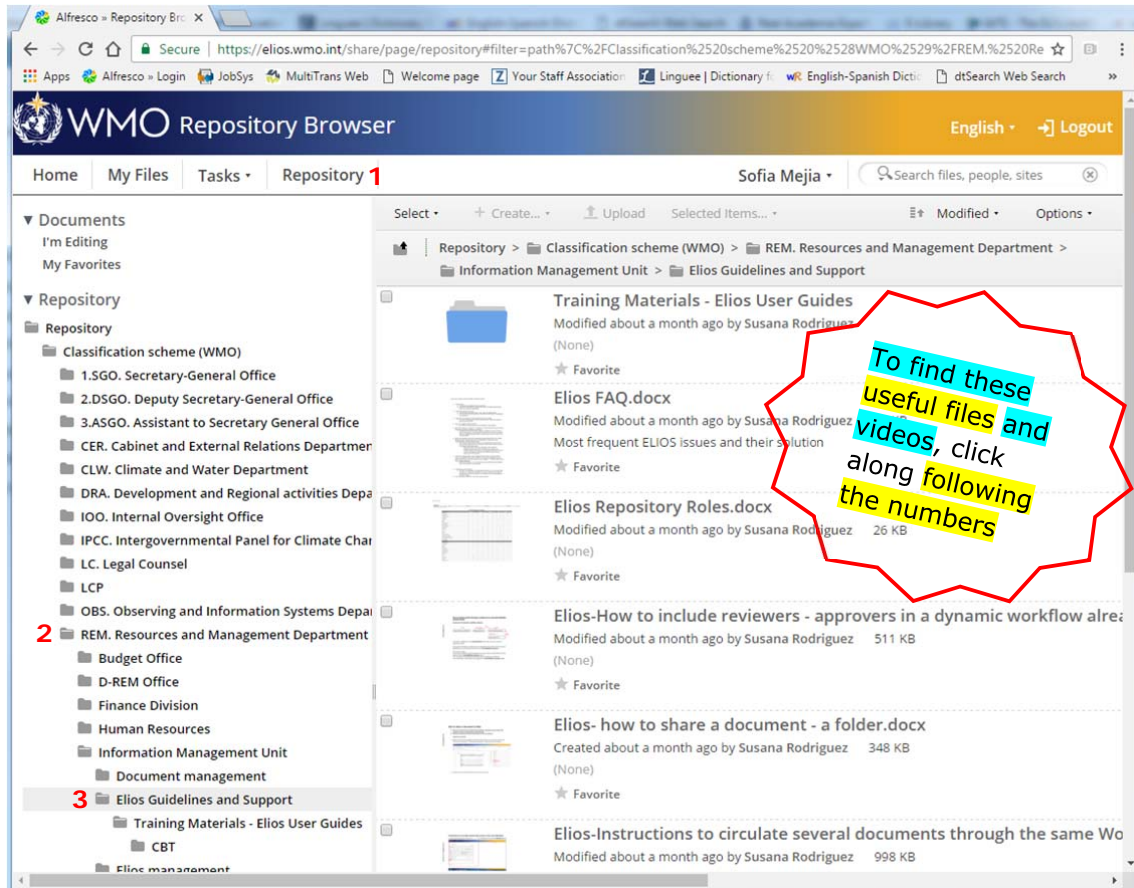 Alfresco » Repository Bro
Secure | https://elios.wmo.int/share/page/repository#filter=path%7C%2FClassification%2520scheme%2520%2528WMO%2529%2FREM.%2520Re
Apps Alfresco » Login JobSys MultiTrans Web Welcome page Your Staff Association Linguee | Dictionary f English-Spanish Dictic dtSearch Web Search »
WMO Repository Browser
English Logout
Home My Files Tasks Repository 1 Sofia Mejia Search files, people, sites
Select + Create... Upload Selected Items... Modified Options
Documents
I'm Editing
My Favorites
Repository
Repository
Classification scheme (WMO)
1.SGO. Secretary-General Office
2.DSGO. Deputy Secretary-General Office
3.ASGO. Assistant to Secretary General Office
CER. Cabinet and External Relations Departmen
CLW. Climate and Water Department
DRA. Development and Regional activities Depa
IOO. Internal Oversight Office
IPCC. Intergovernmental Panel for Climate Char
LC. Legal Counsel
LCP
OBS. Observing and Information Systems Depai
2 REM. Resources and Management Department
Budget Office
D-REM Office
Finance Division
Human Resources
Information Management Unit
Document management
3 Elios Guidelines and Support
Training Materials - Elios User Guides
CBT
Elios management
Repository > Classification scheme (WMO) > REM. Resources and Management Department >
Information Management Unit > Elios Guidelines and Support
Training Materials - Elios User Guides
Modified about a month ago by Susana Rodriguez
(None)
Favorite
Elios FAQ.docx
Modified about a month ago by Susana Rodriguez
Most frequent ELIOS issues and their solution
Favorite
Elios Repository Roles.docx
Modified about a month ago by Susana Rodriguez 26 KB
(None)
Favorite
Elios-How to include reviewers - approvers in a dynamic workflow alrea
Modified about a month ago by Susana Rodriguez 511 KB
(None)
Favorite
Elios- how to share a document - a folder.docx
Created about a month ago by Susana Rodriguez 348 KB
(None)
Favorite
Elios-Instructions to circulate several documents through the same Wo
Modified about a month ago by Susana Rodriguez 998 KB
To find these
useful files and
videos, click
along following
the numbers